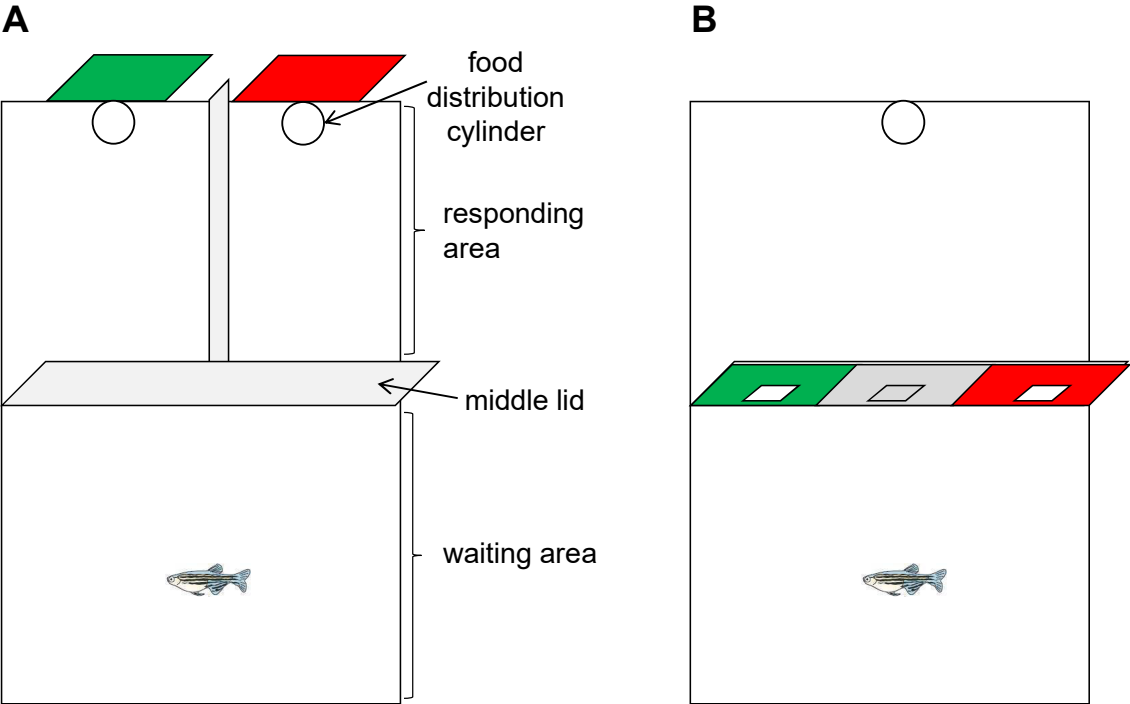 A
B
food
distribution
cylinder
responding
area
middle lid
waiting area